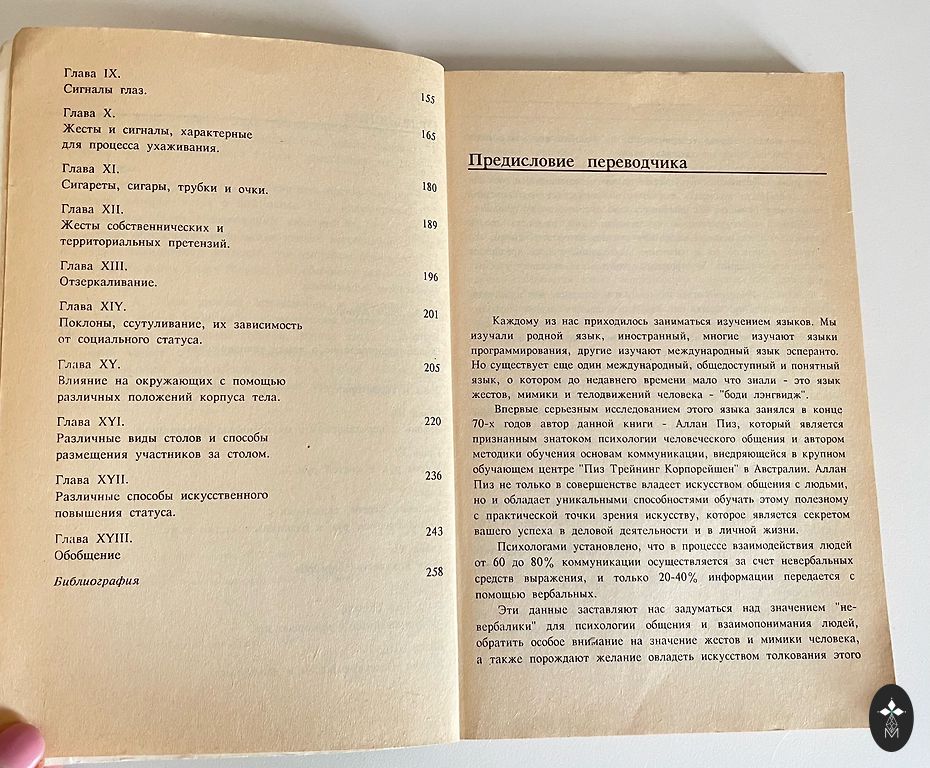 Глава IX.
Сигналы глаз.
155
Глава X.
Жесты и сигналы, характерные
165
для процесса ухаживания.
Глава XI.
Сигареты, сигары, трубки и очки.
180
Глава XII.
Жесты собственнических и
189
территориальных претензий.
Глава XIII.
Отзеркаливание.
196
Глава XIY.
Поклоны, ссутуливание, их зависимость
201
от социального статуса.
Глава XY.
Влияние на окружающих с помощью
205
различных положений корпуса тела.
Глава XYI.
220
Различные виды столов и способы
размещения участников за столом.
Глава XYII.
236
Различные способы искусственного
повышения статуса.
Глава XYIII.
243
Обобщение
Библиография
258
Предисловие переводчика
Каждому из нас приходилось заниматься изучением языков. Мы
изучали родной язык, иностранный, многие изучают языки
программирования, другие изучают международный язык эсперанто.
Но существует еще один международный, общедоступный и понятный
язык, о котором до недавнего времени мало что знали - это язык
жестов, мимики и телодвижений человека - "боди лэнгвидж".
Впервые серьезным исследованием этого языка занялся в конце
70-х годов автор данной книги - Аллан Пиз, который является
признанным знатоком психологии человеческого общения и автором
методики обучения основам коммуникации, внедряющейся в крупном
обучающем центре "Пиз Трейнинг Корпорейшен" в Австралии. Аллан
Пиз не только в совершенстве владеет искусством общения с людьми,
но и обладает уникальными способностями обучать этому полезному
с практической точки зрения искусству, которое является секретом
вашего успеха в деловой деятельности и в личной жизни.
Психологами установлено, что в процессе взаимодействия людей
от 60 до 80% коммуникации осуществляется за счет невербальных
средств выражения, и только 20-40% информации передается с
помощью вербальных.
Эти данные заставляют нас задуматься над значением "не-
вербалики" для психологии общения и взаимопонимания людей,
обратить особое внимание на значение жестов и мимики человека,
а также порождают желание овладеть искусством толкования этого